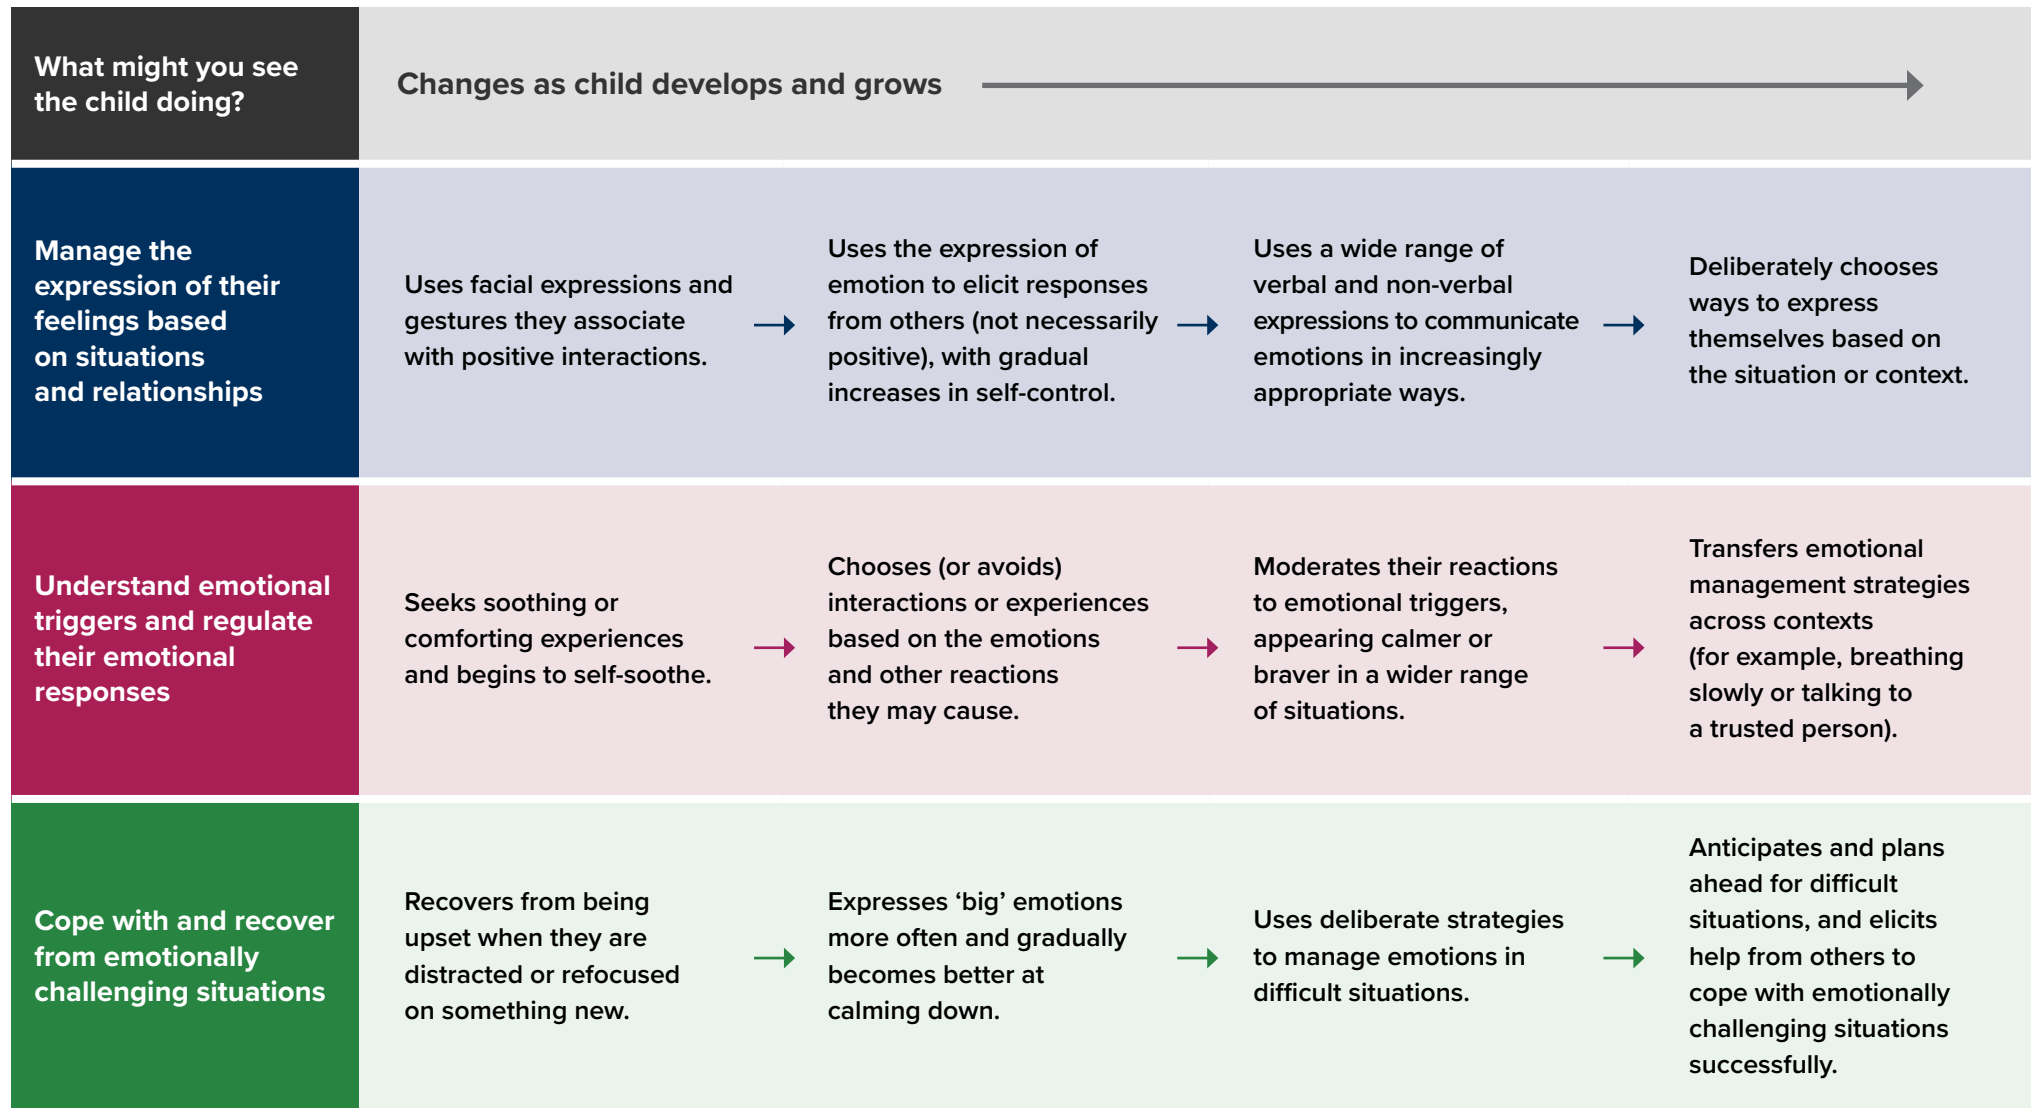 What might you see
the child doing?
Changes as child develops and grows
Manage the
expression of their
feelings based
on situations
and relationships
Uses facial expressions and
gestures they associate
with positive interactions.
Uses the expression of
emotion to elicit responses
from others (not necessarily
positive), with gradual
increases in self-control.
Uses a wide range of
verbal and non-verbal
expressions to communicate
emotions in increasingly
appropriate ways.
Deliberately chooses
ways to express
themselves based on
the situation or context.
Understand emotional
triggers and regulate
their emotional
responses
Seeks soothing or
comforting experiences
and begins to self-soothe.
Chooses (or avoids)
interactions or experiences
based on the emotions
and other reactions
they may cause.
Moderates their reactions
to emotional triggers,
appearing calmer or
braver in a wider range
of situations.
Transfers emotional
management strategies
across contexts
(for example, breathing
slowly or talking to
a trusted person).
Cope with and recover
from emotionally
challenging situations
Recovers from being
upset when they are
distracted or refocused
on something new.
Expresses ‘big’ emotions
more often and gradually
becomes better at
calming down.
Uses deliberate strategies
to manage emotions in
difficult situations.
Anticipates and plans
ahead for difficult
situations, and elicits
help from others to
cope with emotionally
challenging situations
successfully.